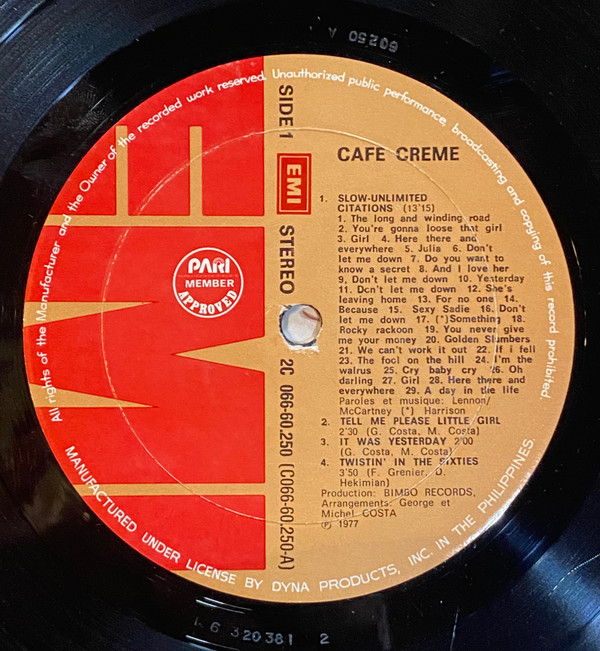 60250 A
All rights of the Manufacturer and the Owner of the recorded work reserved. Unauthorized public performance, broadcasting and copying of this record prohibited
SIDE 1
EMI
STEREO
2C 066-60.250 (C066-60.250-A)
PARI
MEMBER
APPROVED
CAFE CREME
1. SLOW-UNLIMITED
CITATIONS (13'15)
1. The long and winding road
2. You're gonna loose that girl
3. Girl 4. Here there and
everywhere 5. Julia 6. Don't
let me down 7. Do you want to
know a secret 8. And I love her
9, Don't let me down 10. Yesterday
11. Dcn't let me down 12. She's
leaving home 13. For no one 14.
Because 15. Sexy Sadie 16. Don't
let me down 17. (*)Something 18.
Rocky rackoon 19. You never give
me your money 20. Golden Slumbers
21. We can't work it out 22. If i fell
23. The fool on the hill 24. I'm the
walrus 25. Cry baby cry 26. Oh
darling 27. Girl 28. Here there and
everywhere 29. A day in the life
Paroles et musique: Lennon/
McCartney (*) Harrison
2. TELL ME PLEASE LITTLE GIRL
2'30 (G. Costa, M. Costa)
3. IT WAS YESTERDAY 2'00
(G. Costa, M. Costa)
4. TWISTIN' IN THE SIXTIES
3'50 (F. Grenier, D.
Hekimian)
Production: BIMBO RECORDS,
Arrangements: George et
Michel COSTA
℗ 1977
MANUFACTURED UNDER LICENSE BY DYNA PRODUCTS, INC. IN THE PHILIPPINES.
6 320381 2